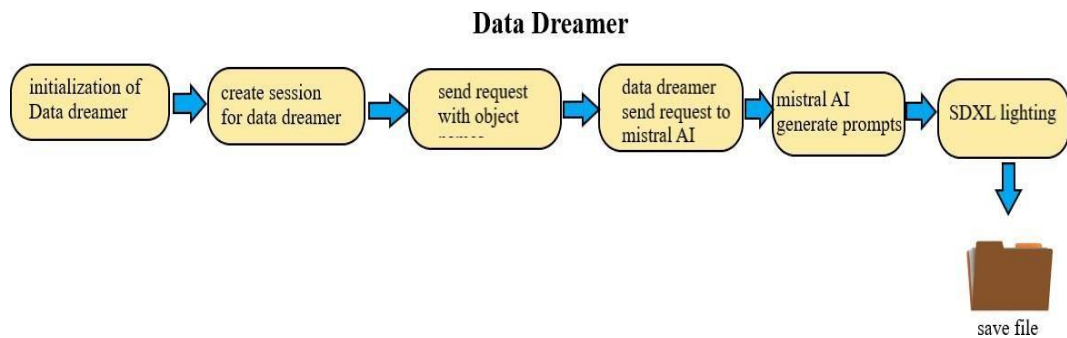 Data Dreamer
initialization of
Data dreamer
create session
for data dreamer
send request
with object
data dreamer
send request to
mistral AI
mistral AI
generate prompts
SDXL lighting
save file